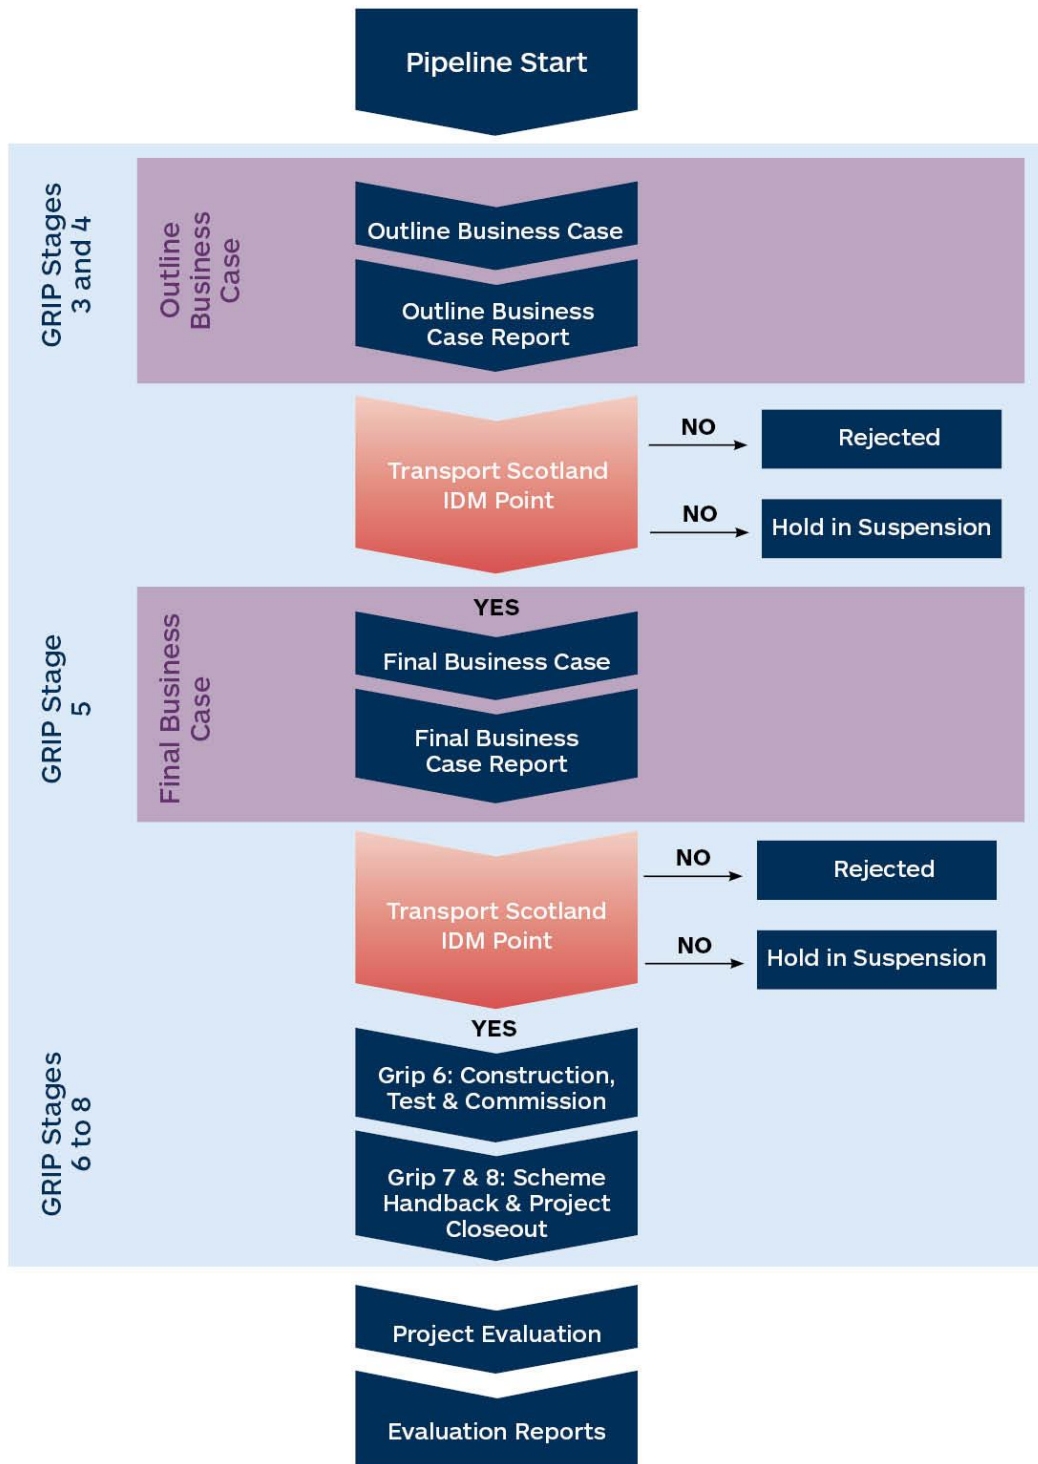 Pipeline Start
GRIP Stages
3 and 4
Outline
Business
Case
Outline Business Case
Outline Business
Case Report
Transport Scotland
IDM Point
NO
Rejected
NO
Hold in Suspension
GRIP Stage
5
Final Business
Case
YES
Final Business Case
Final Business
Case Report
Transport Scotland
IDM Point
NO
Rejected
NO
Hold in Suspension
GRIP Stages
6 to 8
YES
Grip 6: Construction,
Test & Commission
Grip 7 & 8: Scheme
Handback & Project
Closeout
Project Evaluation
Evaluation Reports